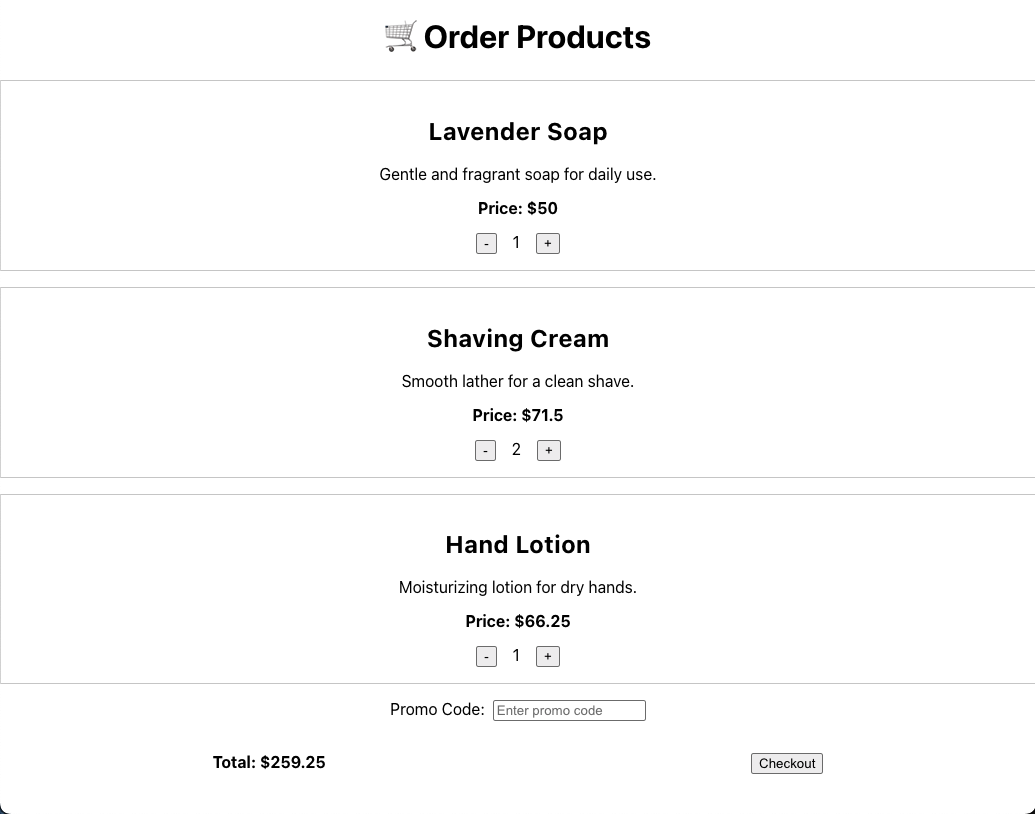 🛒 Order Products
Lavender Soap
Gentle and fragrant soap for daily use.
Price: $50
- 1 +
Shaving Cream
Smooth lather for a clean shave.
Price: $71.5
- 2 +
Hand Lotion
Moisturizing lotion for dry hands.
Price: $66.25
- 1 +
Promo Code: Enter promo code
Total: $259.25 Checkout